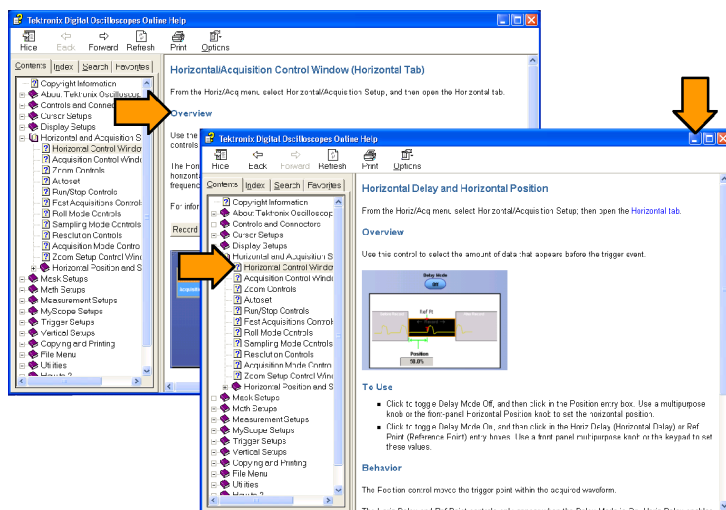 Tektronix Digital Oscilloscopes Online Help
Hide Back Forward Refresh Print Options
Contents Index Search Favorites
Copyright Information
About Tektronix Oscilloscop
Controls and Connec
Cursor Setups
Display Setups
Horizontal and Acquisition S
Horizontal Control Windo
Acquisition Control Windo
Zoom Controls
Autoset
Run/Stop Controls
Fast Acquisitions Controls
Roll Mode Controls
Sampling Mode Controls
Resolution Controls
Acquisition Mode Contro
Zoom Setup Control Wind
Horizontal Position and S
Mask Setups
Math Setups
Measurement Setups
MyScope Setups
Trigger Setups
Vertical Setups
Copying and Printing
File Menu
Utilities
How to ?
Horizontal/Acquisition Control Window (Horizontal Tab)
From the Horiz/Acq menu select Horizontal/Acquisition Setup, and then open the Horizontal tab.
Overview
Use the
controls
The Hori
horizonta
frequenc
For infor
Record
Acquisition
Tektronix Digital Oscilloscopes Online Help
Hide Back Forward Refresh Print Options
Contents Index Search Favorites
Copyright Information
About Tektronix Oscilloscop
Controls and Connectors
Cursor Setups
Display Setups
Horizontal and Acquisition S
Horizontal Control Windo
Acquisition Control Windo
Zoom Controls
Autoset
Run/Stop Controls
Fast Acquisitions Controls
Roll Mode Controls
Sampling Mode Controls
Resolution Controls
Acquisition Mode Contro
Zoom Setup Control Wind
Horizontal Position and S
Mask Setups
Math Setups
Measurement Setups
MyScope Setups
Trigger Setups
Vertical Setups
Copying and Printing
File Menu
Utilities
How to ?
Horizontal Delay and Horizontal Position
From the Horiz/Acq menu select Horizontal/Acquisition Setup; then open the Horizontal tab.
Overview
Use this control to select the amount of data that appears before the trigger event.
Delay Mode
Off
Ref Pt
Position
50.0%
To Use
Click to toggle Delay Mode Off, and then click in the Position entry box. Use a multipurpose
knob or the front-panel Horizontal Position knob to set the horizontal position.
Click to toggle Delay Mode On, and then click in the Horiz Delay (Horizontal Delay) or Ref
Point (Reference Point) entry boxes. Use a front panel multipurpose knob or the keypad to set
these values.
Behavior
The Position control moves the trigger point within the acquired waveform.